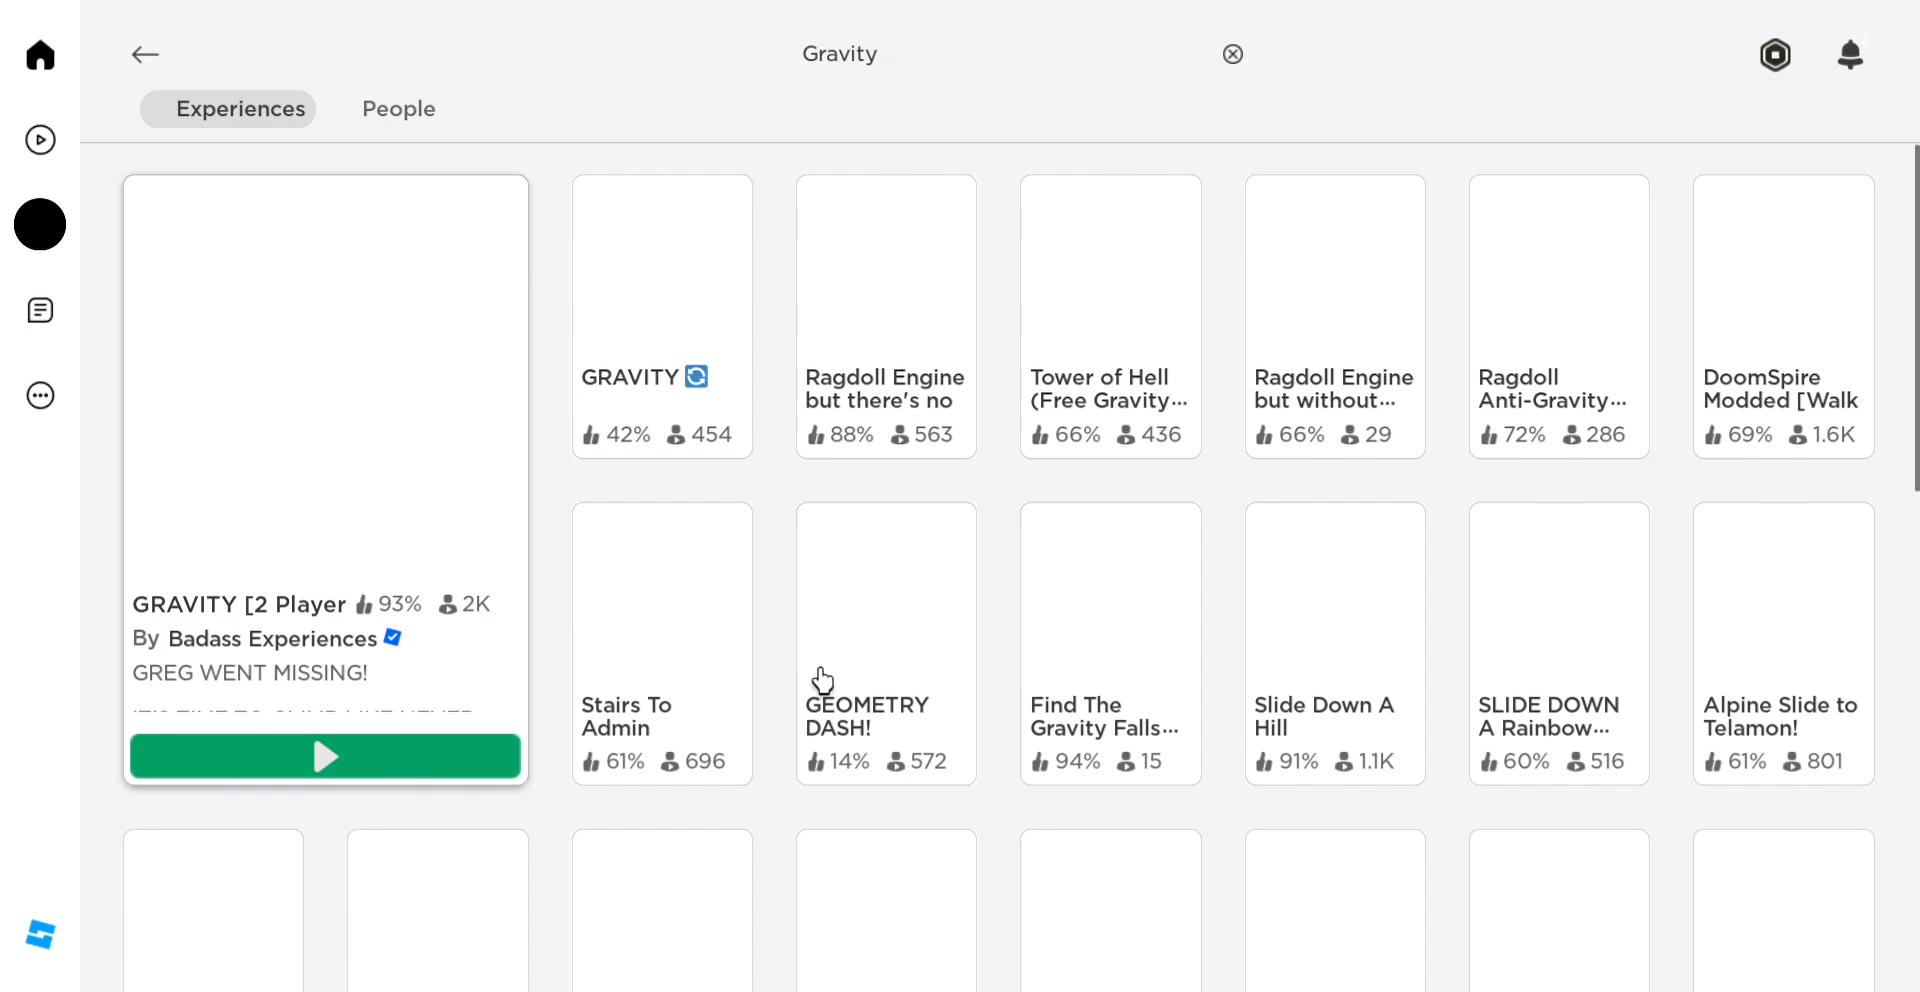 Gravity
Experiences
People
GRAVITY [2 Player
93%
2K
By Badass Experiences
GREG WENT MISSING!
GRAVITY
42%
454
Ragdoll Engine
but there's no
88%
563
Tower of Hell
(Free Gravity...
66%
436
Ragdoll Engine
but without...
66%
29
Ragdoll
Anti-Gravity...
72%
286
DoomSpire
Modded [Walk
69%
1.6K
Stairs To
Admin
61%
696
GEOMETRY
DASH!
14%
572
Find The
Gravity Falls...
94%
15
Slide Down A
Hill
91%
1.1K
SLIDE DOWN
A Rainbow...
60%
516
Alpine Slide to
Telamon!
61%
801